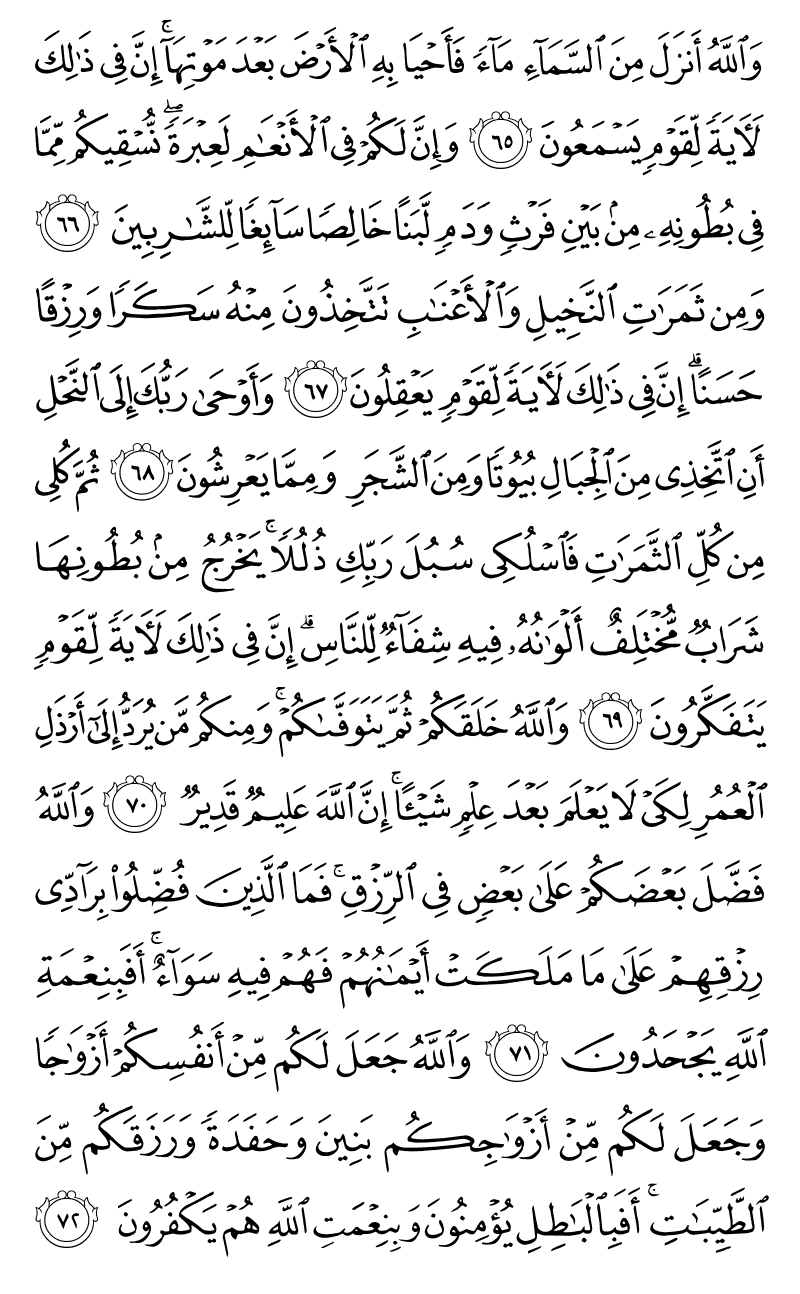 وَٱللَّهُ أَنزَلَ مِنَ ٱلسَّمَآءِ مَآءٗ فَأَحۡيَا بِهِ ٱلۡأَرۡضَ بَعۡدَ مَوۡتِهَآۚ إِنَّ فِي ذَٰلِكَ
لَأٓيَةٗ لِّقَوۡمٖ يَسۡمَعُونَ ٦٥ وَإِنَّ لَكُمۡ فِي ٱلۡأَنۡعَٰمِ لَعِبۡرَةٗۖ نُّسۡقِيكُم مِّمَّا
فِي بُطُونِهِۦ مِنۢ بَيۡنِ فَرۡثٖ وَدَمٖ لَّبَنًا خَالِصٗا سَآئِغٗا لِّلشَّٰرِبِينَ ٦٦
وَمِن ثَمَرَٰتِ ٱلنَّخِيلِ وَٱلۡأَعۡنَٰبِ تَتَّخِذُونَ مِنۡهُ سَكَرٗا وَرِزۡقًا
حَسَنًاۚ إِنَّ فِي ذَٰلِكَ لَأٓيَةٗ لِّقَوۡمٖ يَعۡقِلُونَ ٦٧ وَأَوۡحَىٰ رَبُّكَ إِلَى ٱلنَّحۡلِ
أَنِ ٱتَّخِذِي مِنَ ٱلۡجِبَالِ بُيُوتٗا وَمِنَ ٱلشَّجَرِ وَمِمَّا يَعۡرِشُونَ ٦٨ ثُمَّ كُلِي
مِن كُلِّ ٱلثَّمَرَٰتِ فَٱسۡلُكِي سُبُلَ رَبِّكِ ذُلُلٗاۚ يَخۡرُجُ مِنۢ بُطُونِهَا
شَرَابٞ مُّخۡتَلِفٌ أَلۡوَٰنُهُۥ فِيهِ شِفَآءٞ لِّلنَّاسِۚ إِنَّ فِي ذَٰلِكَ لَأٓيَةٗ لِّقَوۡمٖ
يَتَفَكَّرُونَ ٦٩ وَٱللَّهُ خَلَقَكُمۡ ثُمَّ يَتَوَفَّىٰكُمۡۚ وَمِنكُم مَّن يُرَدُّ إِلَىٰٓ أَرۡذَلِ
ٱلۡعُمُرِ لِكَيۡ لَا يَعۡلَمَ بَعۡدَ عِلۡمٖ شَيۡـًٔاۚ إِنَّ ٱللَّهَ عَلِيمٞ قَدِيرٞ ٧٠ وَٱللَّهُ
فَضَّلَ بَعۡضَكُمۡ عَلَىٰ بَعۡضٖ فِي ٱلرِّزۡقِۚ فَمَا ٱلَّذِينَ فُضِّلُواْ بِرَآدِّي
رِزۡقِهِمۡ عَلَىٰ مَا مَلَكَتۡ أَيۡمَٰنُهُمۡ فَهُمۡ فِيهِ سَوَآءٌۚ أَفَبِنِعۡمَةِ
ٱللَّهِ يَجۡحَدُونَ ٧١ وَٱللَّهُ جَعَلَ لَكُم مِّنۡ أَنفُسِكُمۡ أَزۡوَٰجٗا
وَجَعَلَ لَكُم مِّنۡ أَزۡوَٰجِكُم بَنِينَ وَحَفَدَةٗ وَرَزَقَكُم مِّنَ
ٱلطَّيِّبَٰتِۚ أَفَبِٱلۡبَٰطِلِ يُؤۡمِنُونَ وَبِنِعۡمَتِ ٱللَّهِ هُمۡ يَكۡفُرُونَ ٧٢